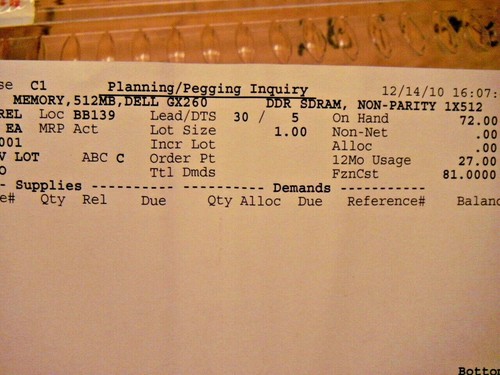 se C1 Planning/Pegging Inquiry 12/14/10 16:07:
MEMORY,512MB,DELL GX260 DDR SDRAM, NON-PARITY 1X512
REL Loc BB139 Lead/DTS 30 / 5 On Hand 72.00
EA MRP Act Lot Size 1.00 Non-Net .00
001 Incr Lot Alloc .00
V LOT ABC C Order Pt 12Mo Usage 27.00
O Ttl Dmds FznCst 81.0000
- Supplies ---------- ---------- Demands ---------------
e# Qty Rel Due Qty Alloc Due Reference# Balanc
Bottom